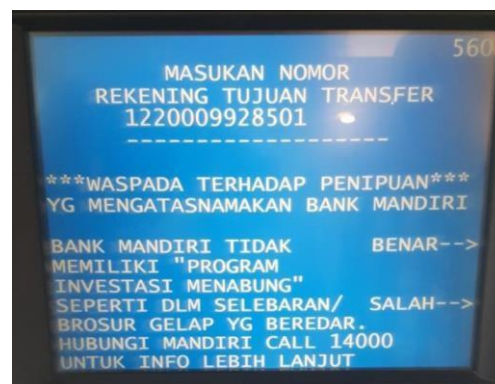 560
MASUKAN NOMOR
REKENING TUJUAN TRANSFER
1220009928501
--------------------
***WASPADA TERHADAP PENIPUAN***
YG MENGATASNAMAKAN BANK MANDIRI
BANK MANDIRI TIDAK BENAR-->
MEMILIKI "PROGRAM
INVESTASI MENABUNG"
SEPERTI DLM SELEBARAN/ SALAH-->
BROSUR GELAP YG BEREDAR.
HUBUNGI MANDIRI CALL 14000
UNTUK INFO LEBIH LANJUT